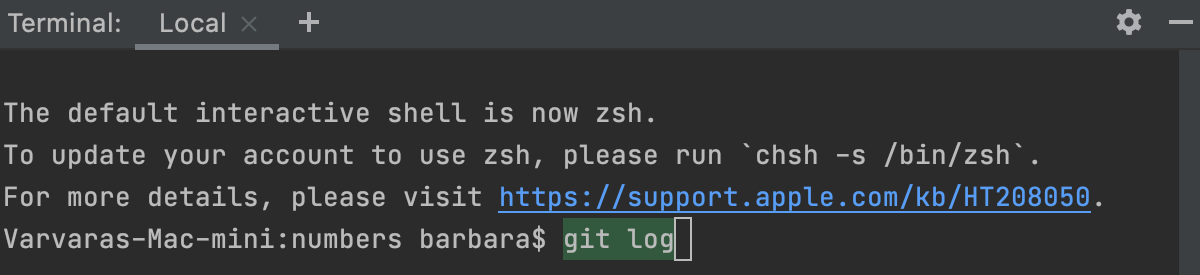 Terminal: Local × +
The default interactive shell is now zsh.
To update your account to use zsh, please run `chsh -s /bin/zsh`.
For more details, please visit https://support.apple.com/kb/HT208050.
Varvaras-Mac-mini:numbers barbara$ git log